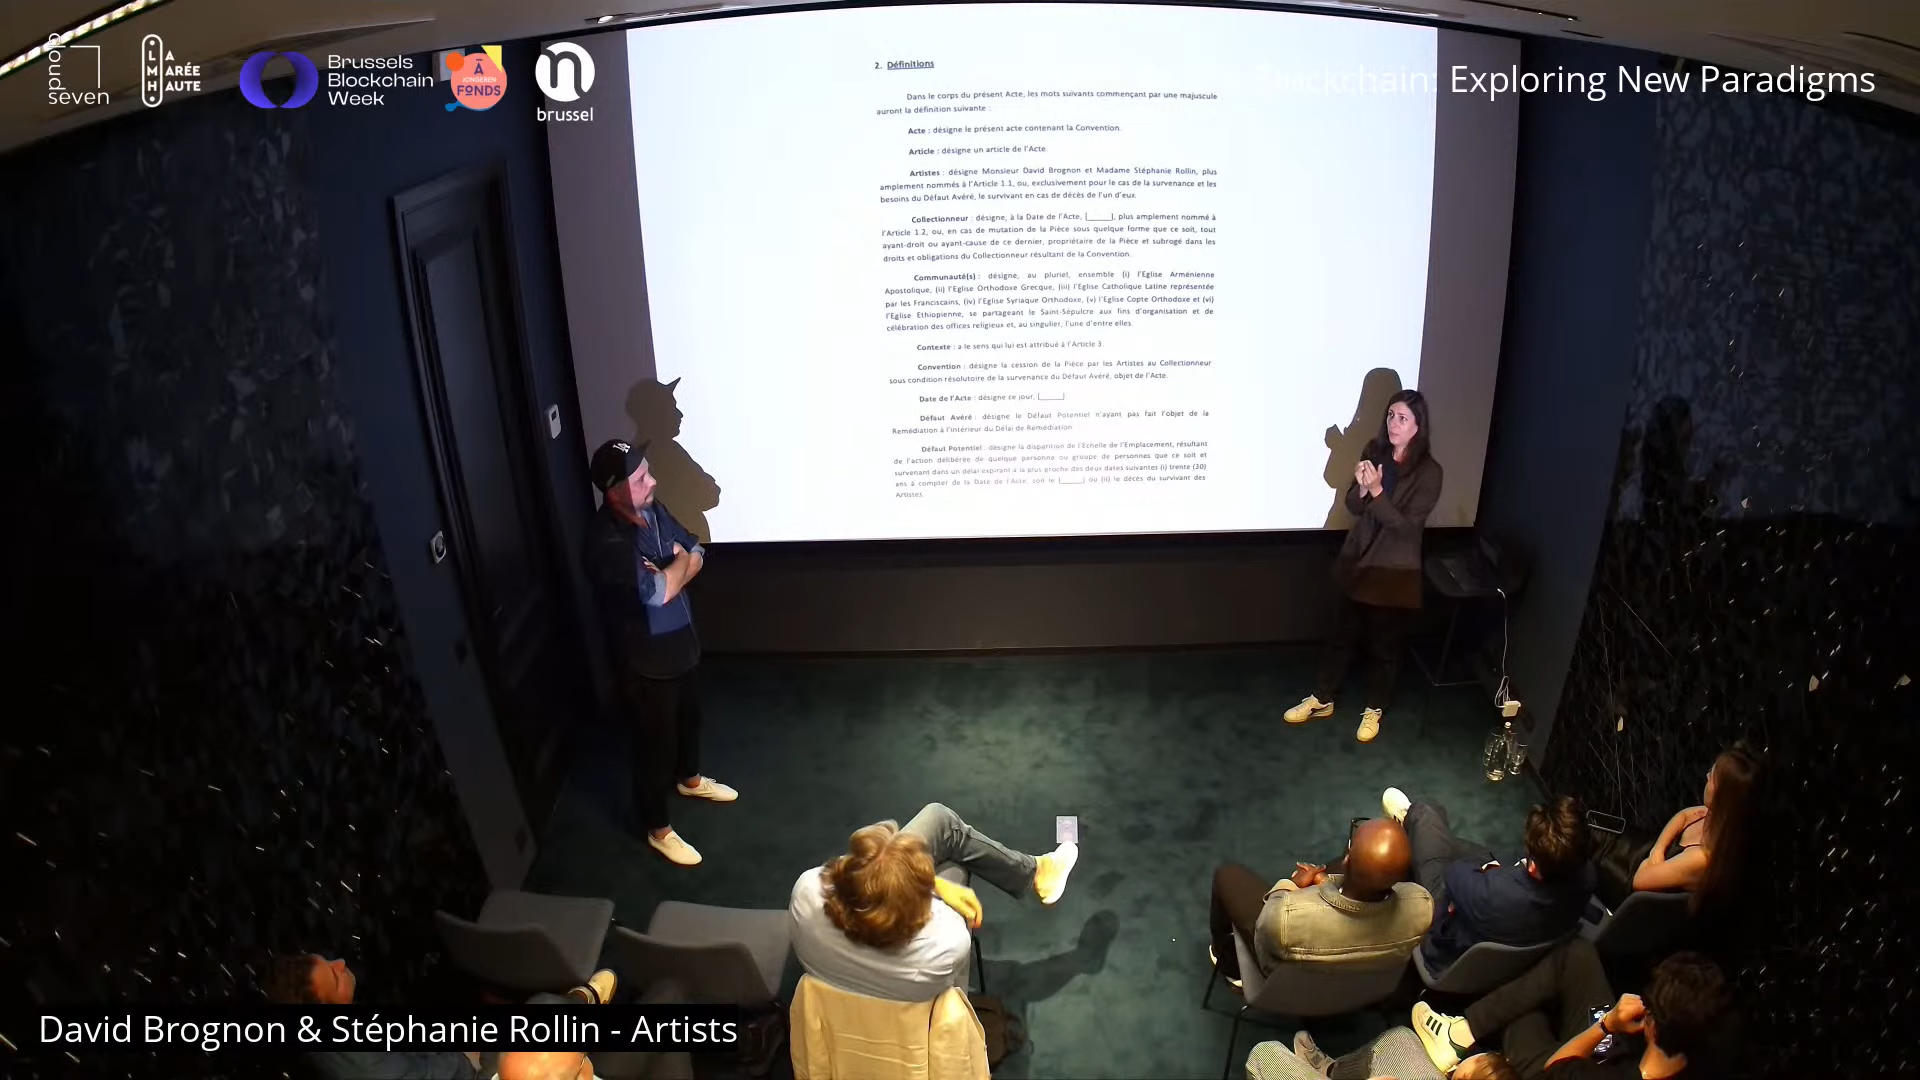 cloud
seven
LMH
LA
MARÉE
HAUTE
Brussels
Blockchain
Week
À
JONGEREN
FONDS
n
brussel
Blockchain: Exploring New Paradigms
2. Définitions
Dans le corps du présent Acte, les mots suivants commençant par une majuscule
auront la définition suivante :
Acte : désigne le présent acte contenant la Convention.
Article : désigne un article de l'Acte.
Artistes : désigne Monsieur David Brognon et Madame Stéphanie Rollin, plus
amplement nommés à l'Article 1.1, ou, exclusivement pour le cas de la survenance et les
besoins du Défaut Avéré, le survivant en cas de décès de l'un d'eux.
Collectionneur : désigne, à la Date de l'Acte, [______], plus amplement nommé à
l'Article 1.2, ou, en cas de mutation de la Pièce sous quelque forme que ce soit, tout
ayant-droit ou ayant-cause de ce dernier, propriétaire de la Pièce et subrogé dans les
droits et obligations du Collectionneur résultant de la Convention.
Communauté(s) : désigne, au pluriel, ensemble (i) l'Eglise Arménienne
Apostolique, (ii) l'Eglise Orthodoxe Grecque, (iii) l'Eglise Catholique Latine représentée
par les Franciscains, (iv) l'Eglise Syriaque Orthodoxe, (v) l'Eglise Copte Orthodoxe et (vi)
l'Eglise Ethiopienne, se partageant le Saint-Sépulcre aux fins d'organisation et de
célébration des offices religieux et, au singulier, l'une d'entre elles.
Contexte : a le sens qui lui est attribué à l'Article 3.
Convention : désigne la cession de la Pièce par les Artistes au Collectionneur
sous condition résolutoire de la survenance du Défaut Avéré, objet de l'Acte.
Date de l'Acte : désigne ce jour, [______]
Défaut Avéré : désigne le Défaut Potentiel n'ayant pas fait l'objet de la
Remédiation à l'intérieur du Délai de Remédiation.
Défaut Potentiel : désigne la disparition de l'Echelle de l'Emplacement, résultant
de l'action délibérée de quelque personne ou groupe de personnes que ce soit et
survenant dans un délai expirant à la plus proche des deux dates suivantes (i) trente (30)
ans à compter de la Date de l'Acte, soit le [______] ou (ii) le décès du survivant des
Artistes.
David Brognon & Stéphanie Rollin - Artists